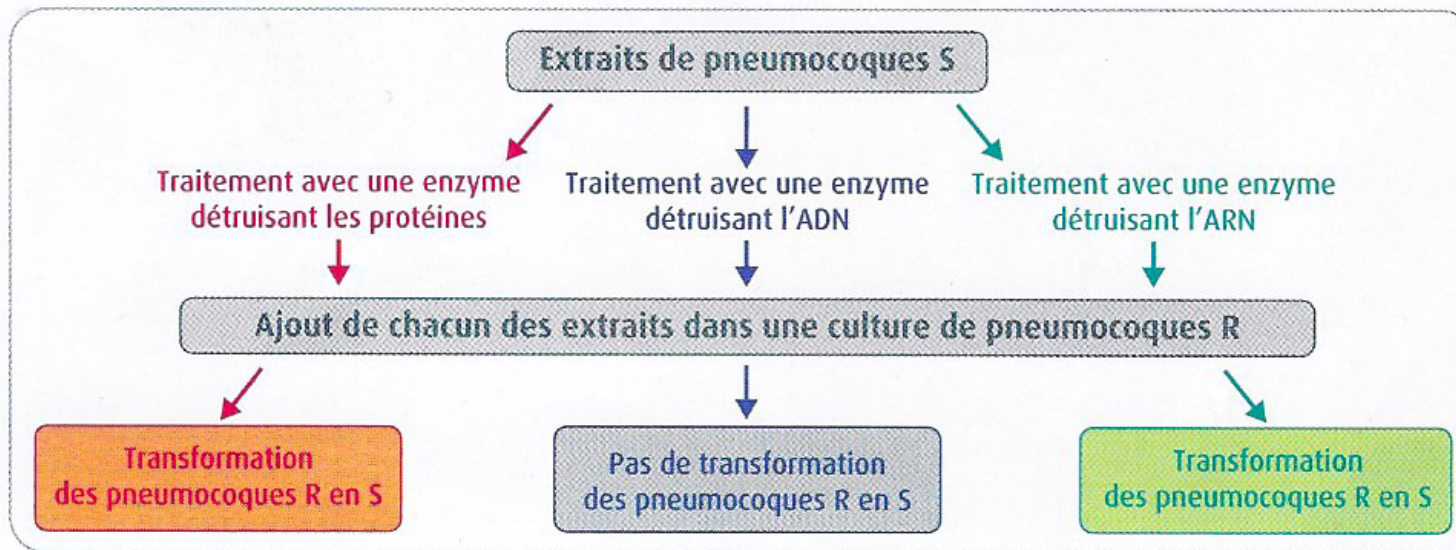 Extraits de pneumocoques S
Traitement avec une enzyme
détruisant les protéines
Traitement avec une enzyme
détruisant l'ADN
Traitement avec une enzyme
détruisant l'ARN
Ajout de chacun des extraits dans une culture de pneumocoques R
Transformation
des pneumocoques R en S
Pas de transformation
des pneumocoques R en S
Transformation
des pneumocoques R en S